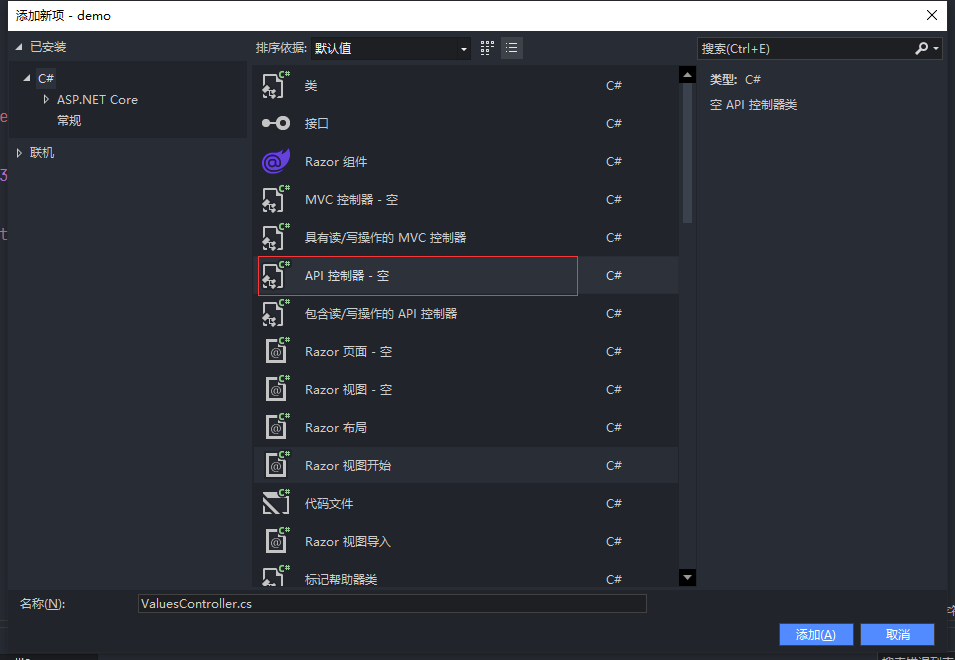 添加新项 - demo
已安装
排序依据: 默认值
搜索(Ctrl+E)
C#
ASP.NET Core
常规
联机
类 C#
接口 C#
Razor 组件 C#
MVC 控制器 - 空 C#
具有读/写操作的 MVC 控制器 C#
API 控制器 - 空 C#
包含读/写操作的 API 控制器 C#
Razor 页面 - 空 C#
Razor 视图 - 空 C#
Razor 布局 C#
Razor 视图开始 C#
代码文件 C#
Razor 视图导入 C#
标记帮助器类 C#
类型: C#
空 API 控制器类
名称(N): ValuesController.cs
添加(A) 取消